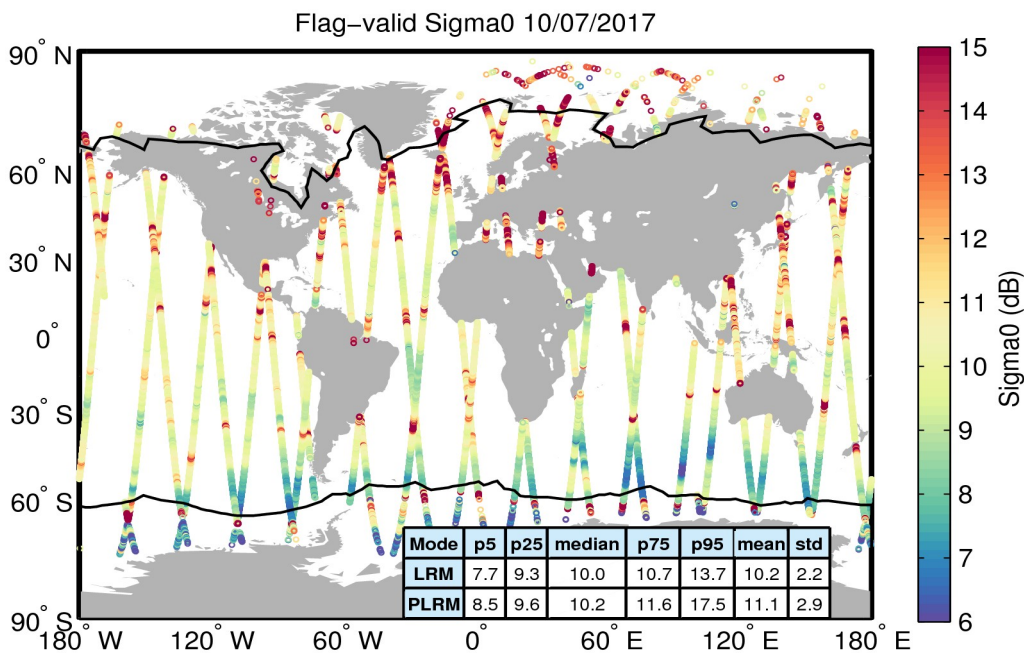 Flag−valid Sigma0 10/07/2017
90° N
60° N
30° N
0°
30° S
60° S
90° S
180° W
120° W
60° W
0°
60° E
120° E
180° E
15
14
13
12
11
10
9
8
7
6
Sigma0 (dB)
Mode p5 p25 median p75 p95 mean std
LRM 7.7 9.3 10.0 10.7 13.7 10.2 2.2
PLRM 8.5 9.6 10.2 11.6 17.5 11.1 2.9